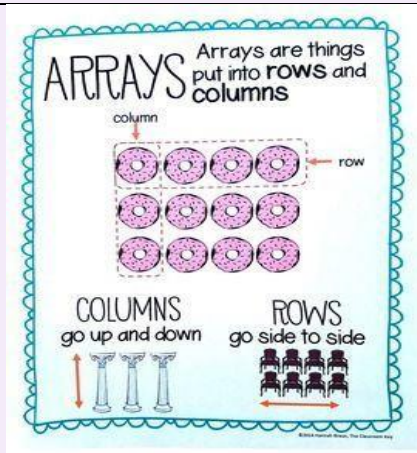 ARRAYS
Arrays are things
put into rows and
columns
column
row
COLUMNS
go up and down
ROWS
go side to side